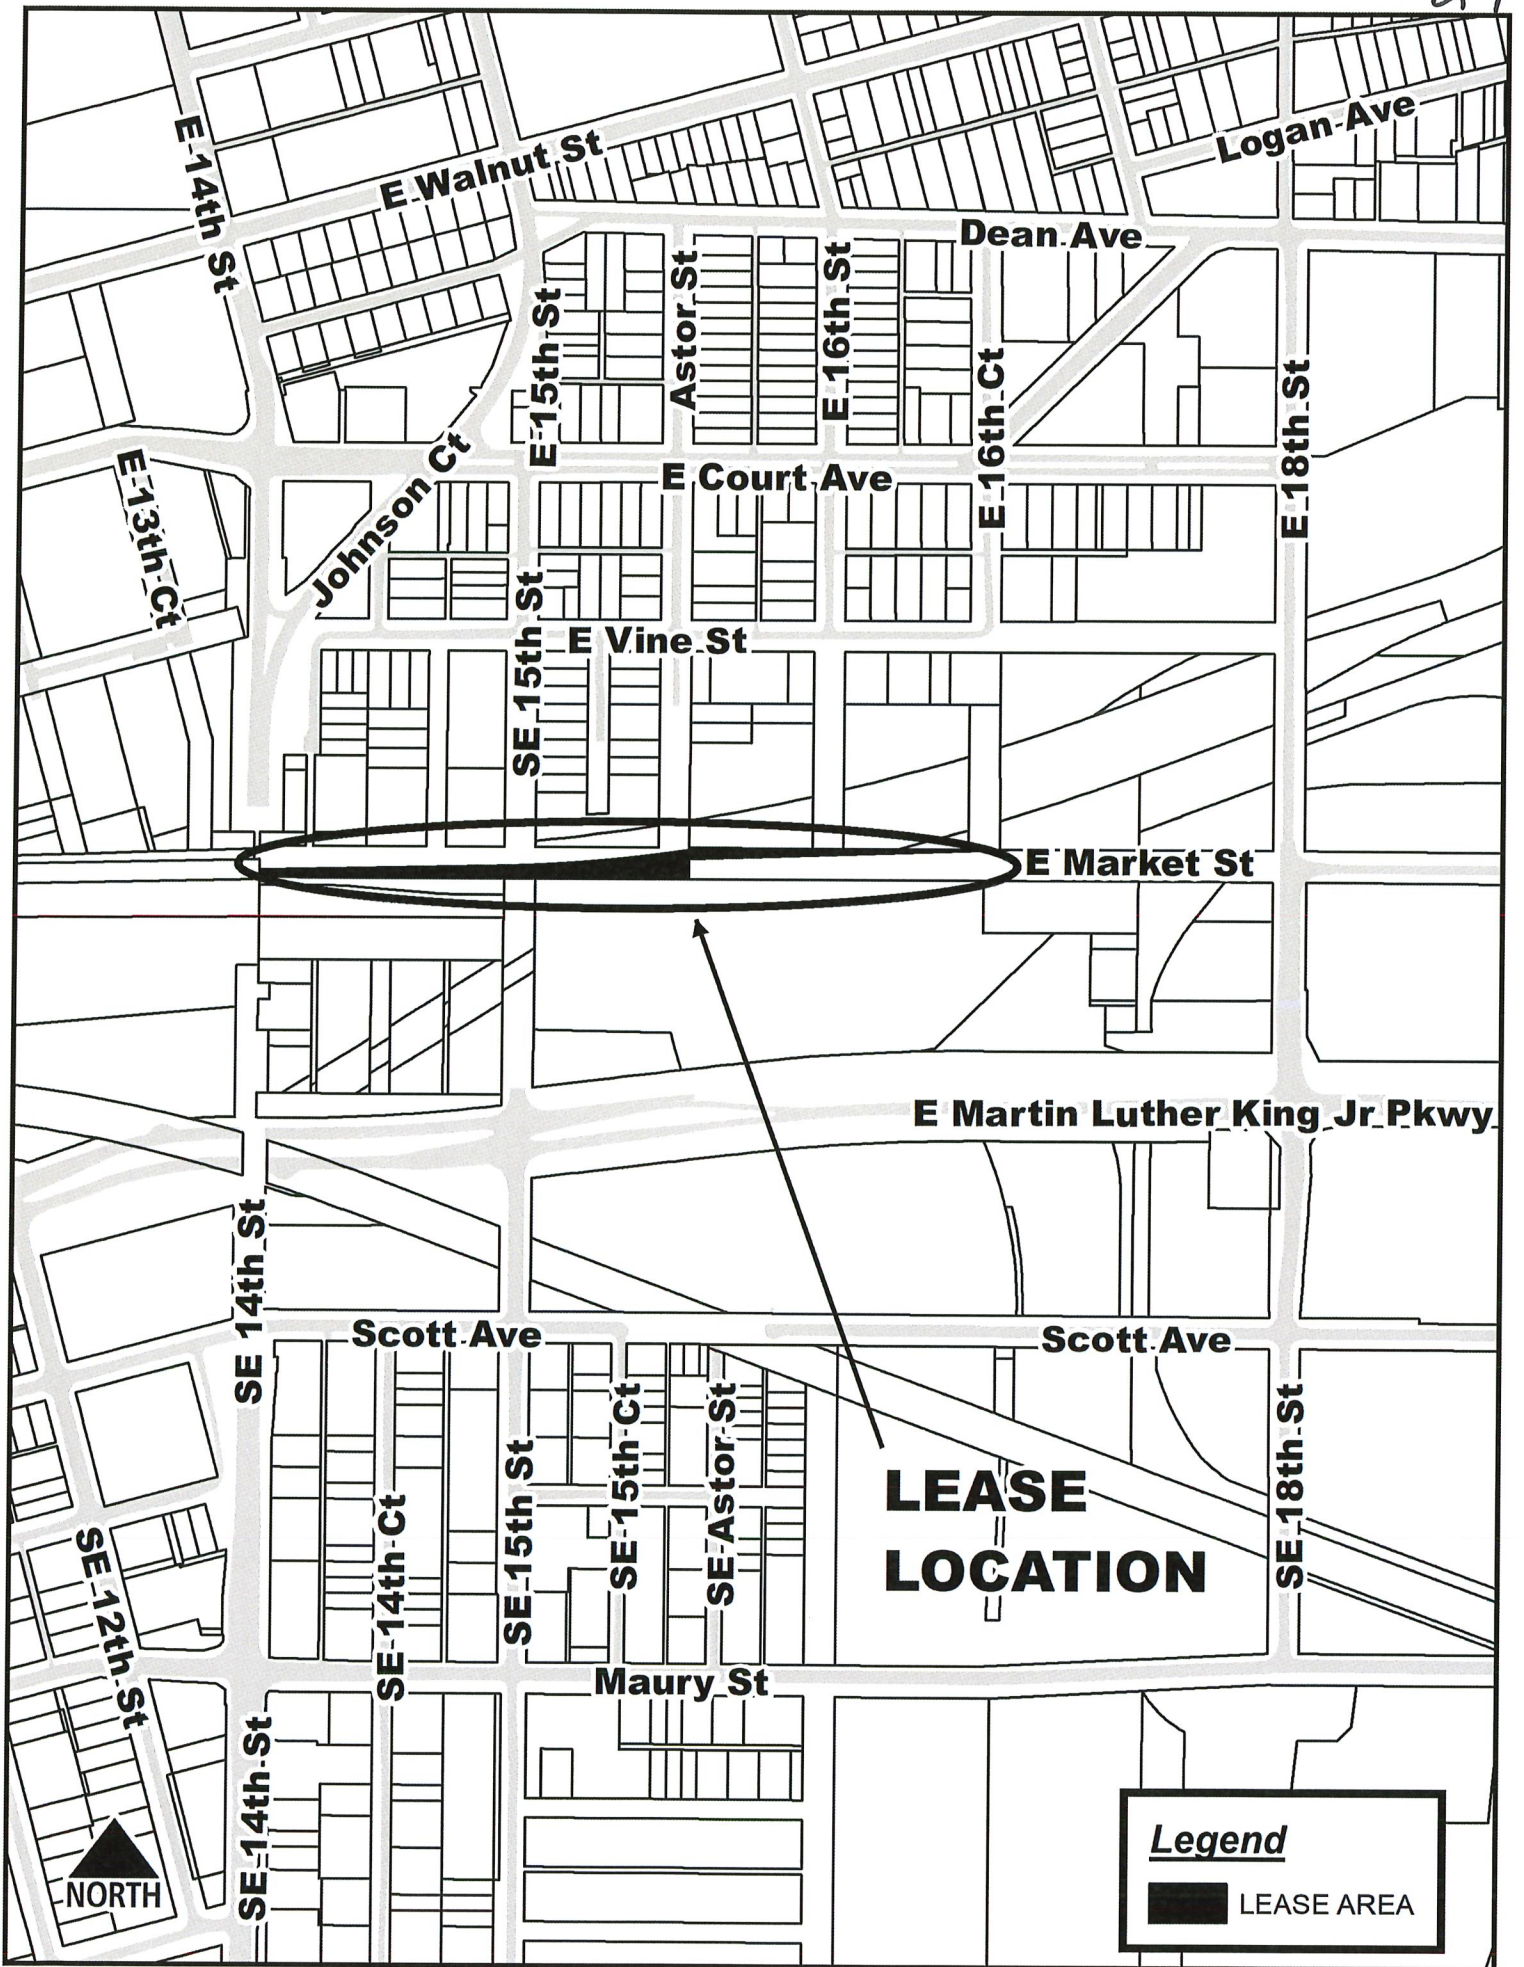 E 14th St
E Walnut St
Logan Ave
Dean Ave
E 15th St
Astor St
E 16th St
E 16th Ct
E 18th St
E 13th Ct
Johnson Ct
E Court Ave
SE 15th St
E Vine St
E Market St
E Martin Luther King Jr Pkwy
SE 14th St
Scott Ave
Scott Ave
SE 12th St
SE 14th Ct
SE 15th St
SE 15th Ct
SE Astor St
SE 18th St
LEASE
LOCATION
Maury St
SE 14th St
NORTH
Legend
LEASE AREA